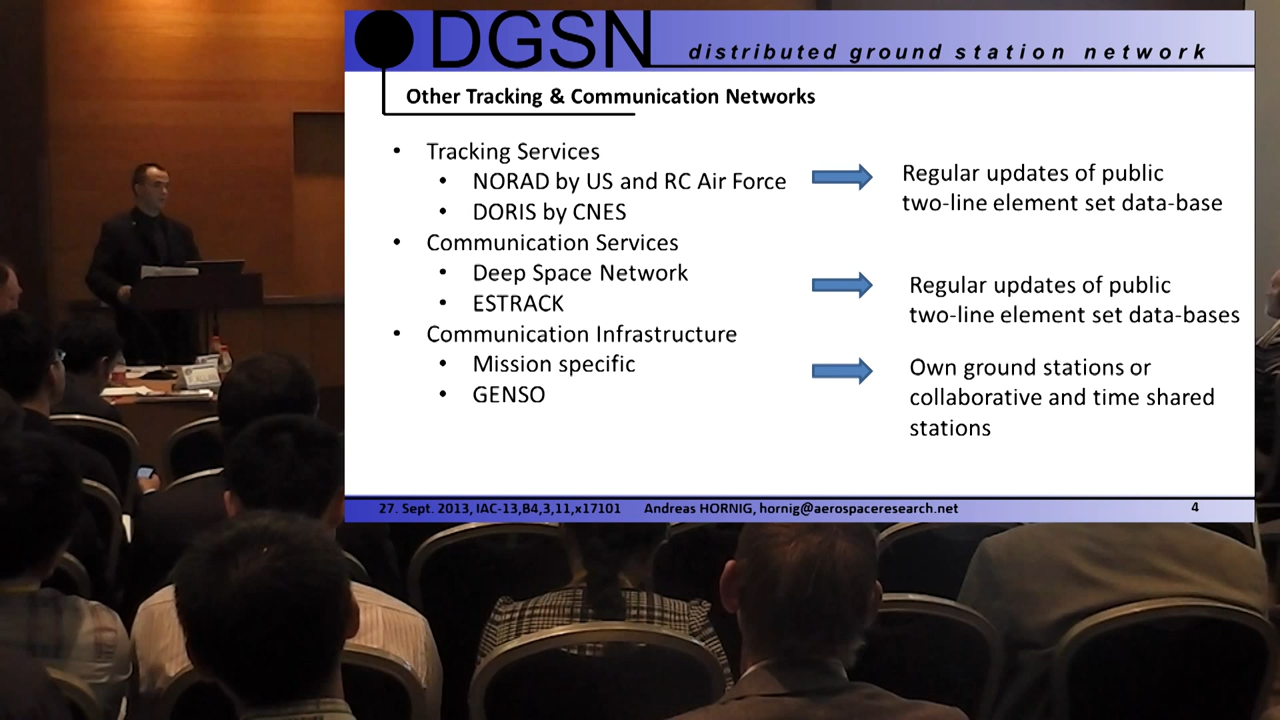 DGSN distributed ground station network
Other Tracking & Communication Networks
• Tracking Services
• NORAD by US and RC Air Force
• DORIS by CNES
Regular updates of public
two-line element set data-base
• Communication Services
• Deep Space Network
• ESTRACK
Regular updates of public
two-line element set data-bases
• Communication Infrastructure
• Mission specific
• GENSO
Own ground stations or
collaborative and time shared
stations
27. Sept. 2013, IAC-13,B4,3,11,x17101 Andreas HORNIG, hornig@aerospaceresearch.net 4